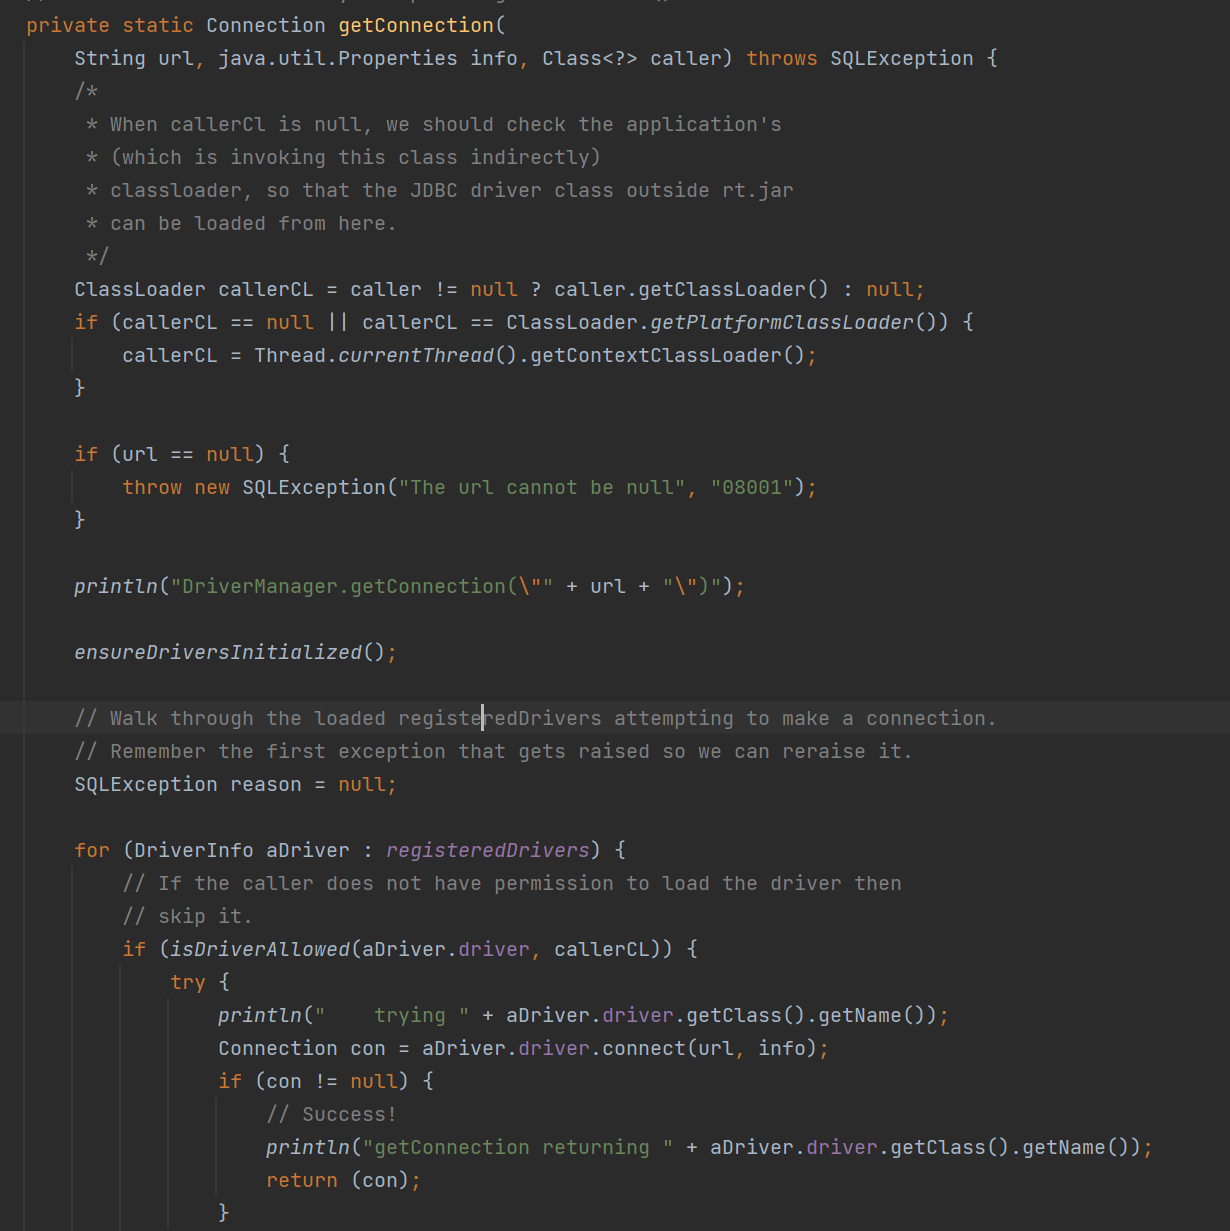 private static Connection getConnection(
    String url, java.util.Properties info, Class<?> caller) throws SQLException {
    /*
     * When callerCl is null, we should check the application's
     * (which is invoking this class indirectly)
     * classloader, so that the JDBC driver class outside rt.jar
     * can be loaded from here.
     */
    ClassLoader callerCL = caller != null ? caller.getClassLoader() : null;
    if (callerCL == null || callerCL == ClassLoader.getPlatformClassLoader()) {
        callerCL = Thread.currentThread().getContextClassLoader();
    }

    if (url == null) {
        throw new SQLException("The url cannot be null", "08001");
    }

    println("DriverManager.getConnection(\"" + url + "\")");

    ensureDriversInitialized();

    // Walk through the loaded registeredDrivers attempting to make a connection.
    // Remember the first exception that gets raised so we can reraise it.
    SQLException reason = null;

    for (DriverInfo aDriver : registeredDrivers) {
        // If the caller does not have permission to load the driver then
        // skip it.
        if (isDriverAllowed(aDriver.driver, callerCL)) {
            try {
                println("    trying " + aDriver.driver.getClass().getName());
                Connection con = aDriver.driver.connect(url, info);
                if (con != null) {
                    // Success!
                    println("getConnection returning " + aDriver.driver.getClass().getName());
                    return (con);
                }